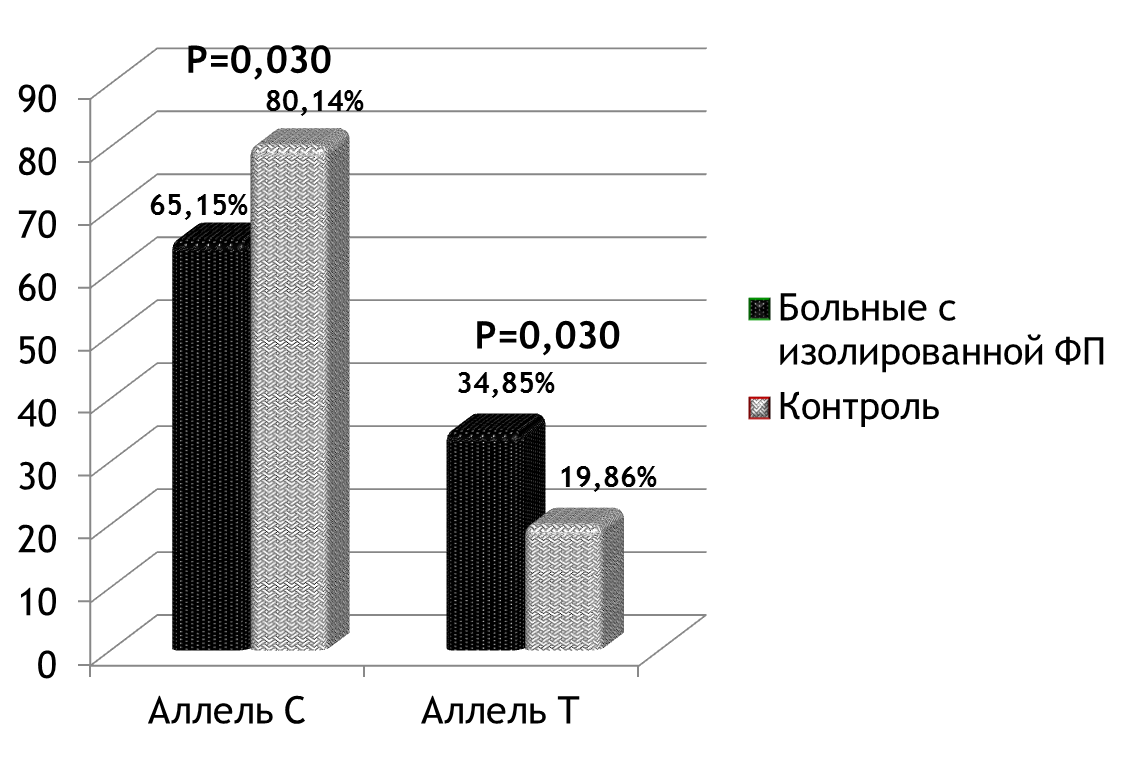 P=0,030
80,14%
65,15%
P=0,030
34,85%
19,86%
90
80
70
60
50
40
30
20
10
0
Аллель С
Аллель Т
Больные с
изолированной ФП
Контроль